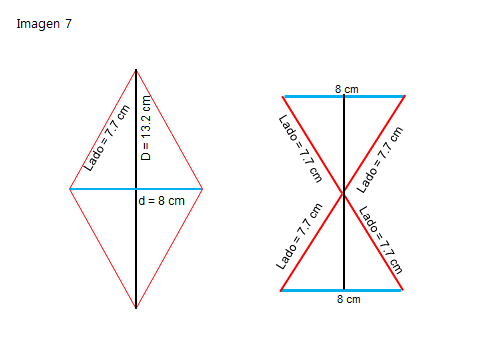 Imagen 7
Lado = 7.7 cm
D = 13.2 cm
d = 8 cm
8 cm
Lado = 7.7 cm
Lado = 7.7 cm
Lado = 7.7 cm
Lado = 7.7 cm
8 cm